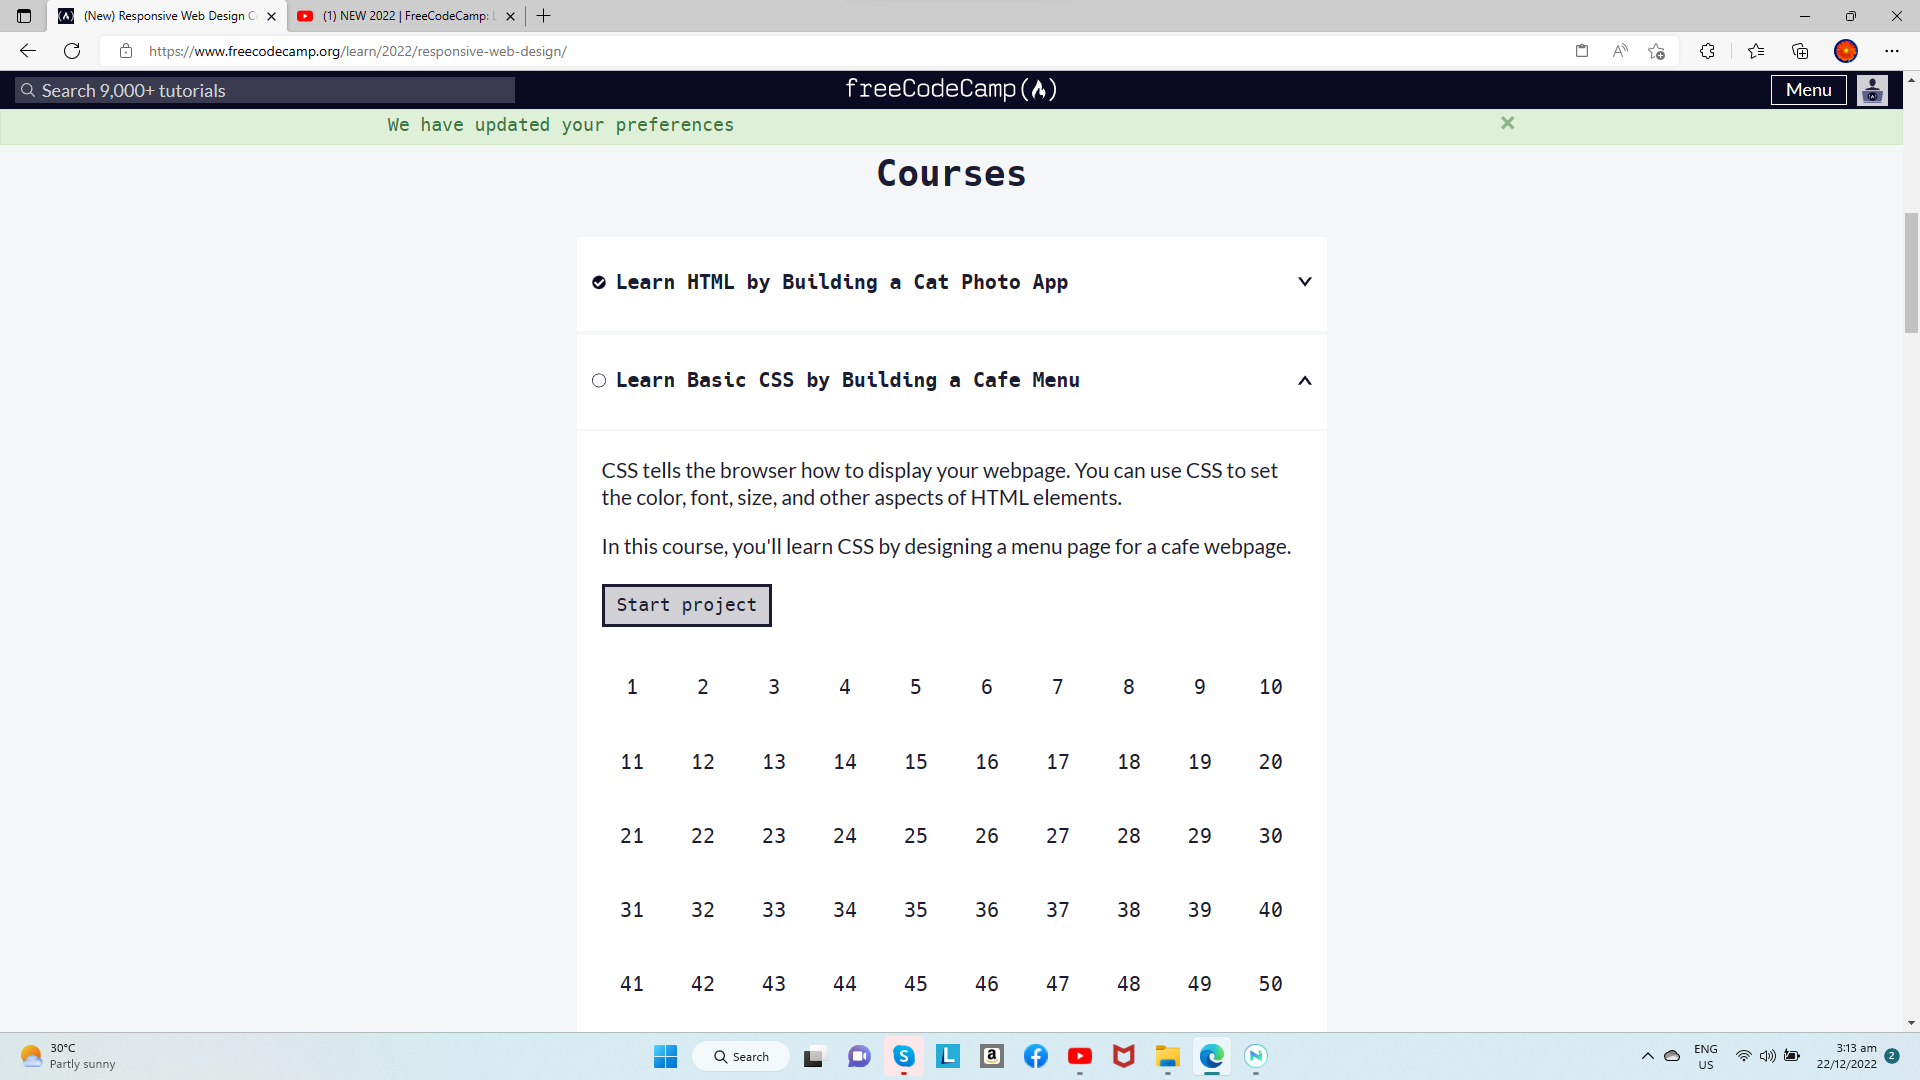 (New) Responsive Web Design C
(1) NEW 2022 | FreeCodeCamp: L
https://www.freecodecamp.org/learn/2022/responsive-web-design/
Search 9,000+ tutorials
freeCodeCamp
Menu
We have updated your preferences
Courses
Learn HTML by Building a Cat Photo App
Learn Basic CSS by Building a Cafe Menu
CSS tells the browser how to display your webpage. You can use CSS to set
the color, font, size, and other aspects of HTML elements.
In this course, you'll learn CSS by designing a menu page for a cafe webpage.
Start project
1 2 3 4 5 6 7 8 9 10
11 12 13 14 15 16 17 18 19 20
21 22 23 24 25 26 27 28 29 30
31 32 33 34 35 36 37 38 39 40
41 42 43 44 45 46 47 48 49 50
30°C
Partly sunny
Search
ENG
US
3:13 am
22/12/2022
2